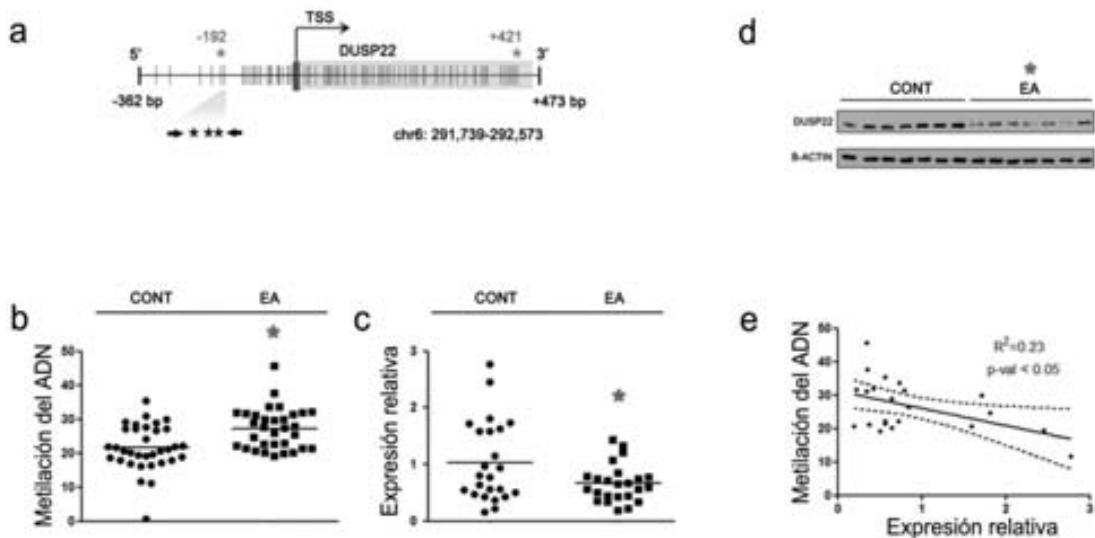 a
TSS
-192
+421
*
*
5'
DUSP22
3'
-362 bp
+473 bp
chr6: 291,739-292,573
d
*
CONT EA
DUSP22
B-ACTIN
b
CONT EA
*
Metilación del ADN
50
40
30
20
10
0
c
CONT EA
*
Expresión relativa
3
2
1
0
e
R²=0.23
p-val < 0.05
Metilación del ADN
50
40
30
20
10
0
0 1 2 3
Expresión relativa